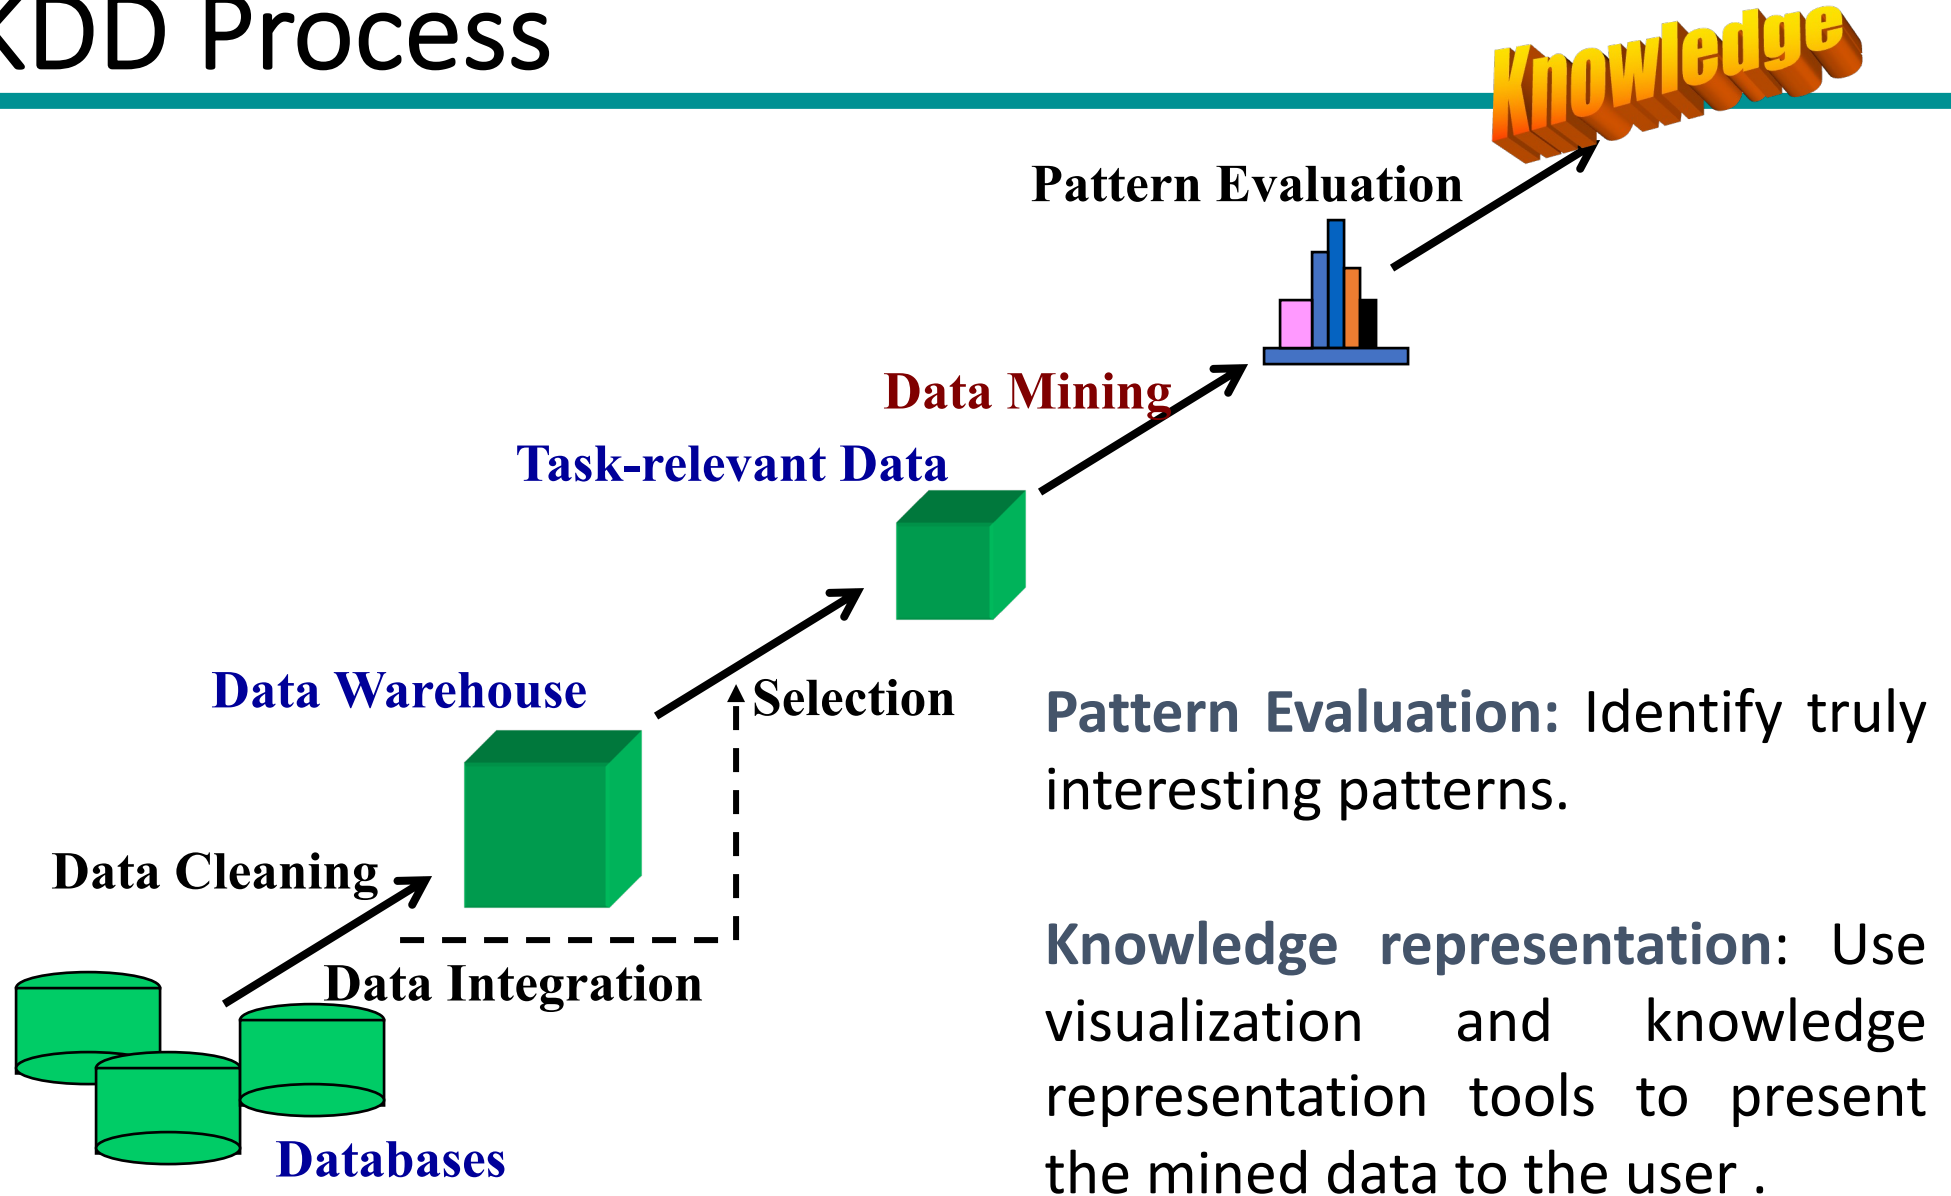 KDD Process
Knowledge
Pattern Evaluation
Data Mining
Task-relevant Data
Data Warehouse
Selection
Data Cleaning
Data Integration
Databases
Pattern Evaluation: Identify truly
interesting patterns.
Knowledge representation: Use
visualization and knowledge
representation tools to present
the mined data to the user .